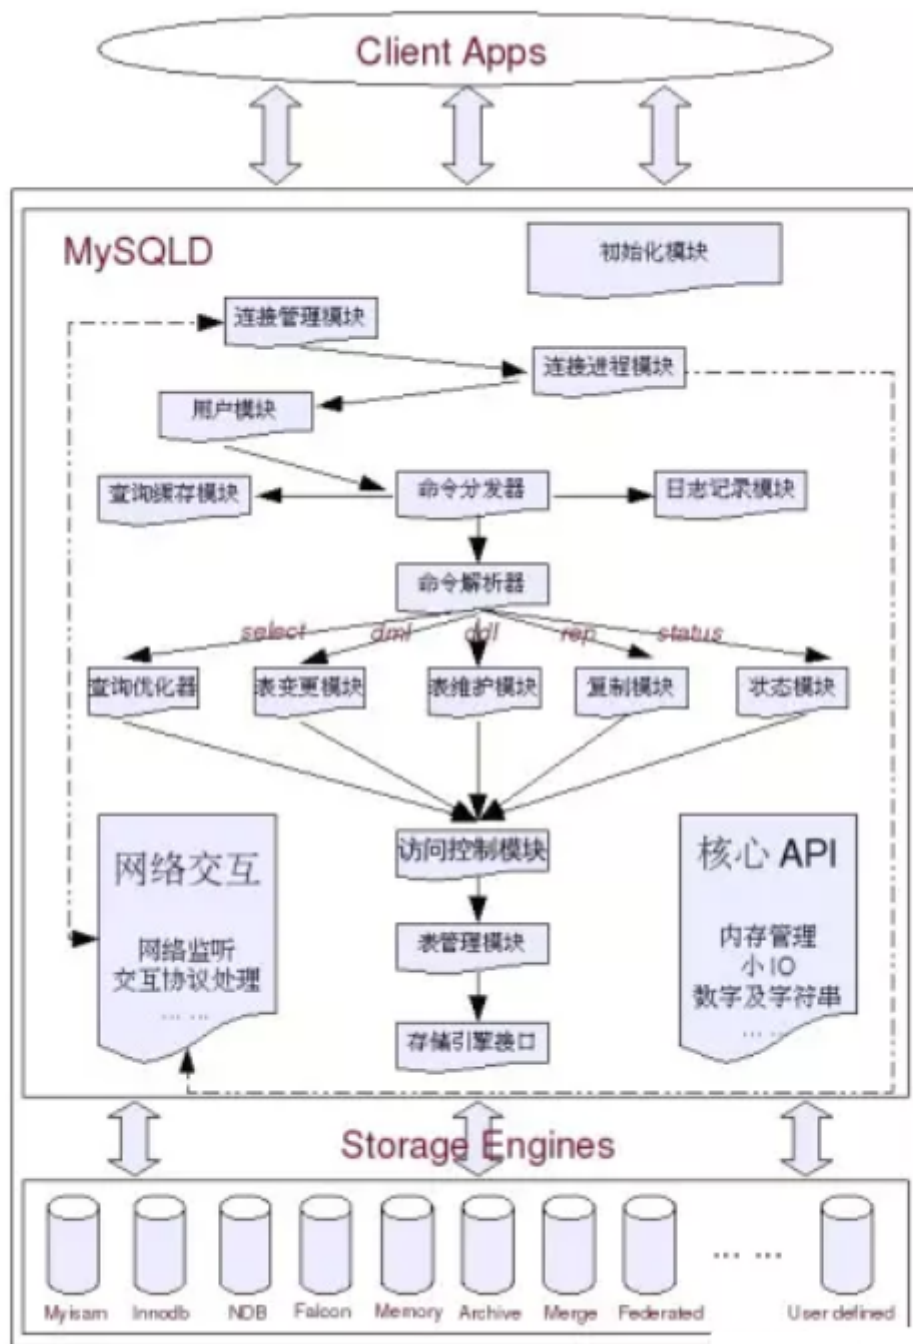 Client Apps
MySQLD
初始化模块
连接管理模块
连接进程模块
用户模块
查询缓存模块
命令分发器
日志记录模块
命令解析器
select
dml
ddl
rep
status
查询优化器
表变更模块
表维护模块
复制模块
状态模块
访问控制模块
网络交互
网络监听
交互协议处理
... ...
核心 API
内存管理
小 IO
数字及字符串
... ...
表管理模块
存储引擎接口
Storage Engines
Myisam
Innodb
NDB
Falcon
Memory
Archive
Merge
Federated
... ...
User defined